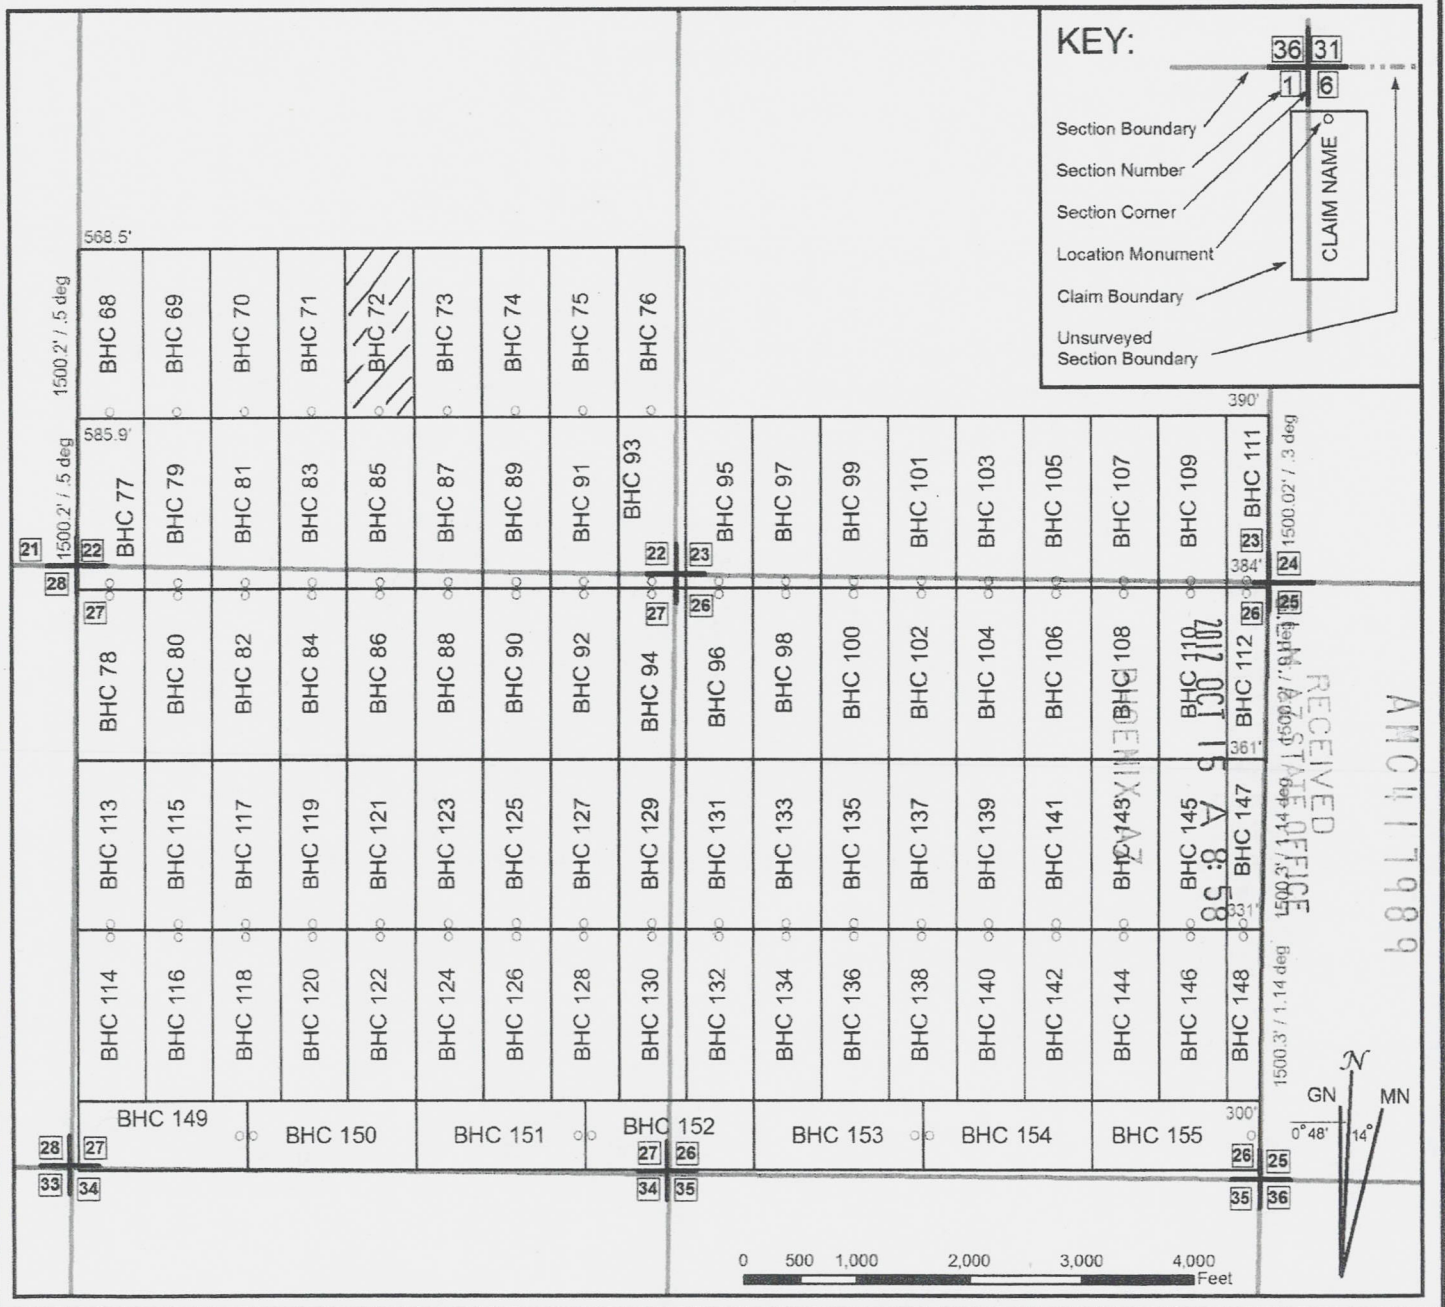 KEY:
36 31
1 6
Section Boundary
Section Number
Section Corner
Location Monument
Claim Boundary
Unsurveyed
Section Boundary
CLAIM NAME
568.5'
1500.2' / .5 deg
BHC 68
BHC 69
BHC 70
BHC 71
BHC 72
BHC 73
BHC 74
BHC 75
BHC 76
390'
585.9'
1500.2' / .5 deg
BHC 77
BHC 79
BHC 81
BHC 83
BHC 85
BHC 87
BHC 89
BHC 91
BHC 93
BHC 95
BHC 97
BHC 99
BHC 101
BHC 103
BHC 105
BHC 107
BHC 109
BHC 111
1500.02' / .3 deg
21 22
28 27
22 23
27 26
23 24
26 25
384'
BHC 78
BHC 80
BHC 82
BHC 84
BHC 86
BHC 88
BHC 90
BHC 92
BHC 94
BHC 96
BHC 98
BHC 100
BHC 102
BHC 104
BHC 106
BHC 108
BHC 110
BHC 112
361'
BHC 113
BHC 115
BHC 117
BHC 119
BHC 121
BHC 123
BHC 125
BHC 127
BHC 129
BHC 131
BHC 133
BHC 135
BHC 137
BHC 139
BHC 141
BHC 143
BHC 145
BHC 147
1500.3' / 1.14 deg
331'
PHOENIX AZ
2012 OCT 15 A 8:58
AZ STATE OFFICE
RECEIVED
AMC417989
BHC 114
BHC 116
BHC 118
BHC 120
BHC 122
BHC 124
BHC 126
BHC 128
BHC 130
BHC 132
BHC 134
BHC 136
BHC 138
BHC 140
BHC 142
BHC 144
BHC 146
BHC 148
1500.3' / 1.14 deg
300'
BHC 149
BHC 150
BHC 151
BHC 152
BHC 153
BHC 154
BHC 155
28 27
33 34
27 26
34 35
26 25
35 36
N
GN MN
0°48' 14°
0 500 1,000 2,000 3,000 4,000
Feet